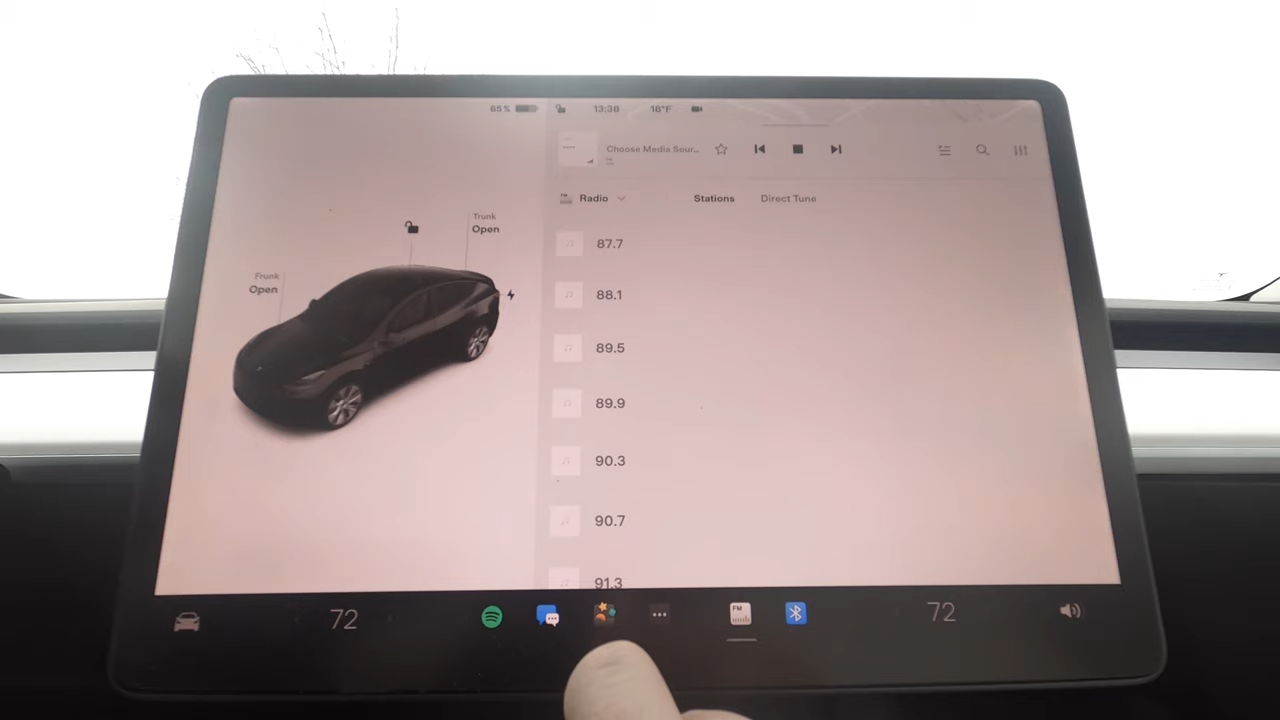 65 %
13:38
18°F
Choose Media Sour...
Radio
Stations
Direct Tune
Trunk
Open
Frunk
Open
87.7
88.1
89.5
89.9
90.3
90.7
91.3
72
FM
72